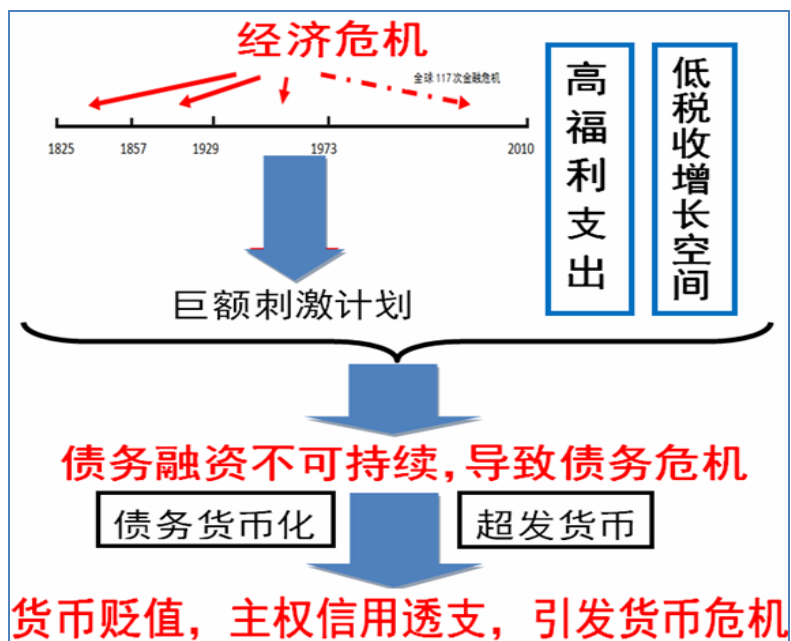 经济危机
全球117次金融危机
1825 1857 1929 1973 2010
高福利支出
低税收增长空间
巨额刺激计划
债务融资不可持续,导致债务危机
债务货币化
超发货币
货币贬值，主权信用透支，引发货币危机